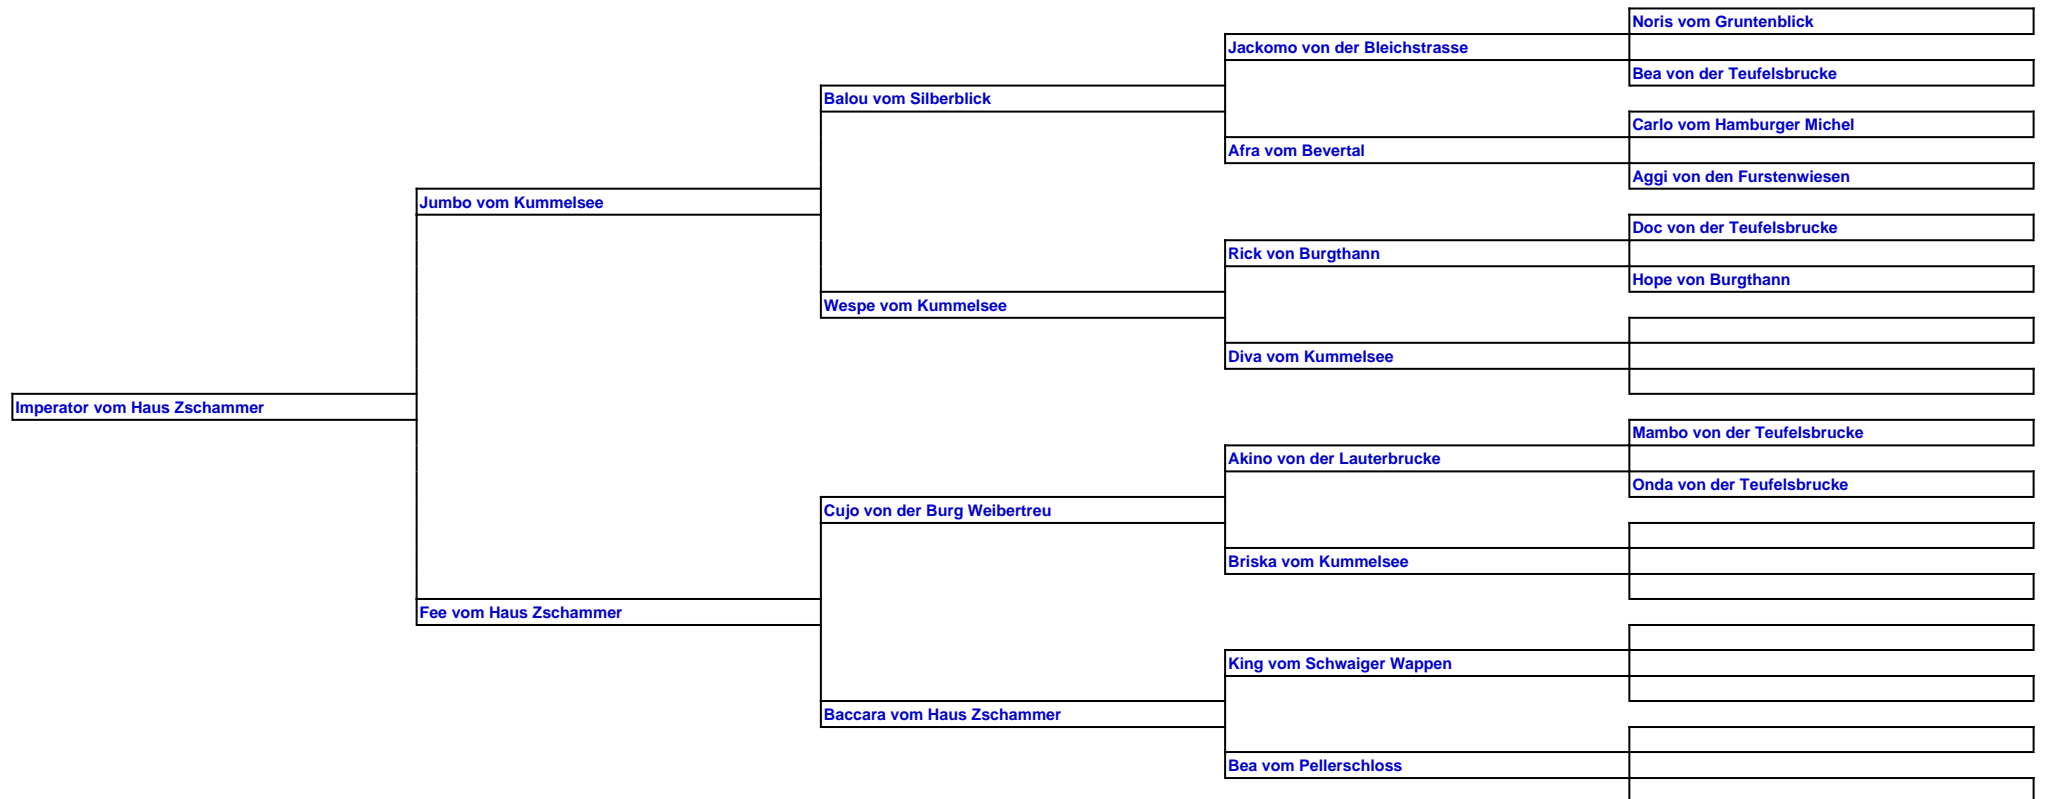 Noris vom Gruntenblick
Jackomo von der Bleichstrasse
Bea von der Teufelsbrucke
Balou vom Silberblick
Carlo vom Hamburger Michel
Afra vom Bevertal
Aggi von den Furstenwiesen
Jumbo vom Kummelsee
Doc von der Teufelsbrucke
Rick von Burgthann
Hope von Burgthann
Wespe vom Kummelsee
Diva vom Kummelsee
Imperator vom Haus Zschammer
Mambo von der Teufelsbrucke
Akino von der Lauterbrucke
Onda von der Teufelsbrucke
Cujo von der Burg Weibertreu
Briska vom Kummelsee
Fee vom Haus Zschammer
King vom Schwaiger Wappen
Baccara vom Haus Zschammer
Bea vom Pellerschloss